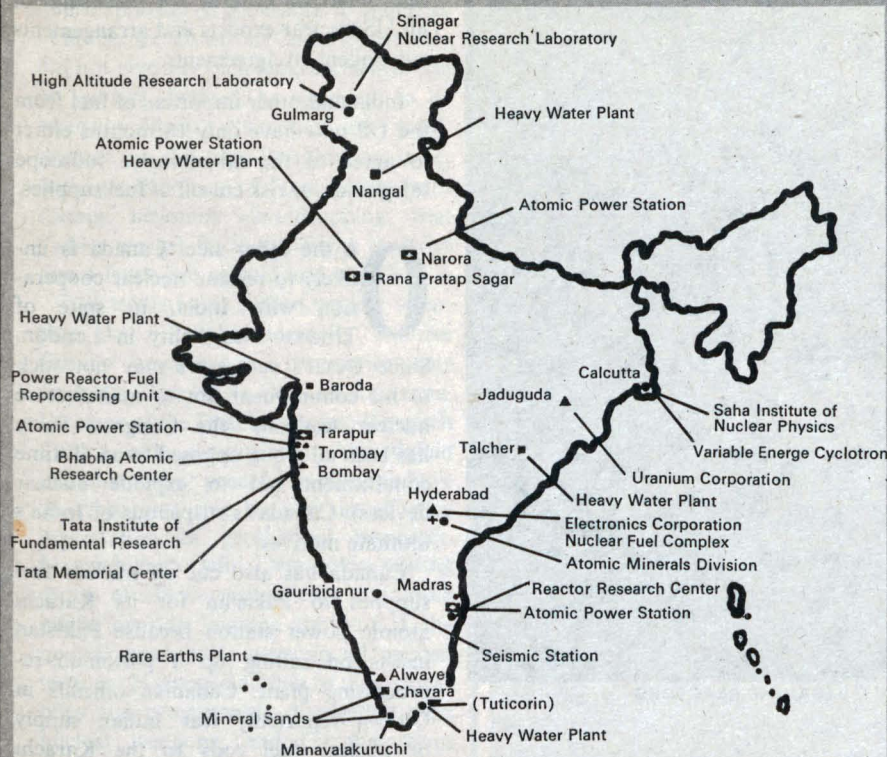 Srinagar
Nuclear Research Laboratory
High Altitude Research Laboratory
Gulmarg
Heavy Water Plant
Atomic Power Station
Heavy Water Plant
Nangal
Atomic Power Station
Narora
Rana Pratap Sagar
Heavy Water Plant
Power Reactor Fuel
Reprocessing Unit
Baroda
Calcutta
Jaduguda
Saha Institute of
Nuclear Physics
Atomic Power Station
Tarapur
Bhabha Atomic
Research Center
Trombay
Bombay
Talcher
Variable Energe Cyclotron
Uranium Corporation
Hyderabad
Heavy Water Plant
Tata Institute of
Fundamental Research
Electronics Corporation
Nuclear Fuel Complex
Atomic Minerals Division
Tata Memorial Center
Gauribidanur
Madras
Reactor Research Center
Atomic Power Station
Rare Earths Plant
Seismic Station
Alwaye
Chavara
Mineral Sands
(Tuticorin)
Heavy Water Plant
Manavalakuruchi